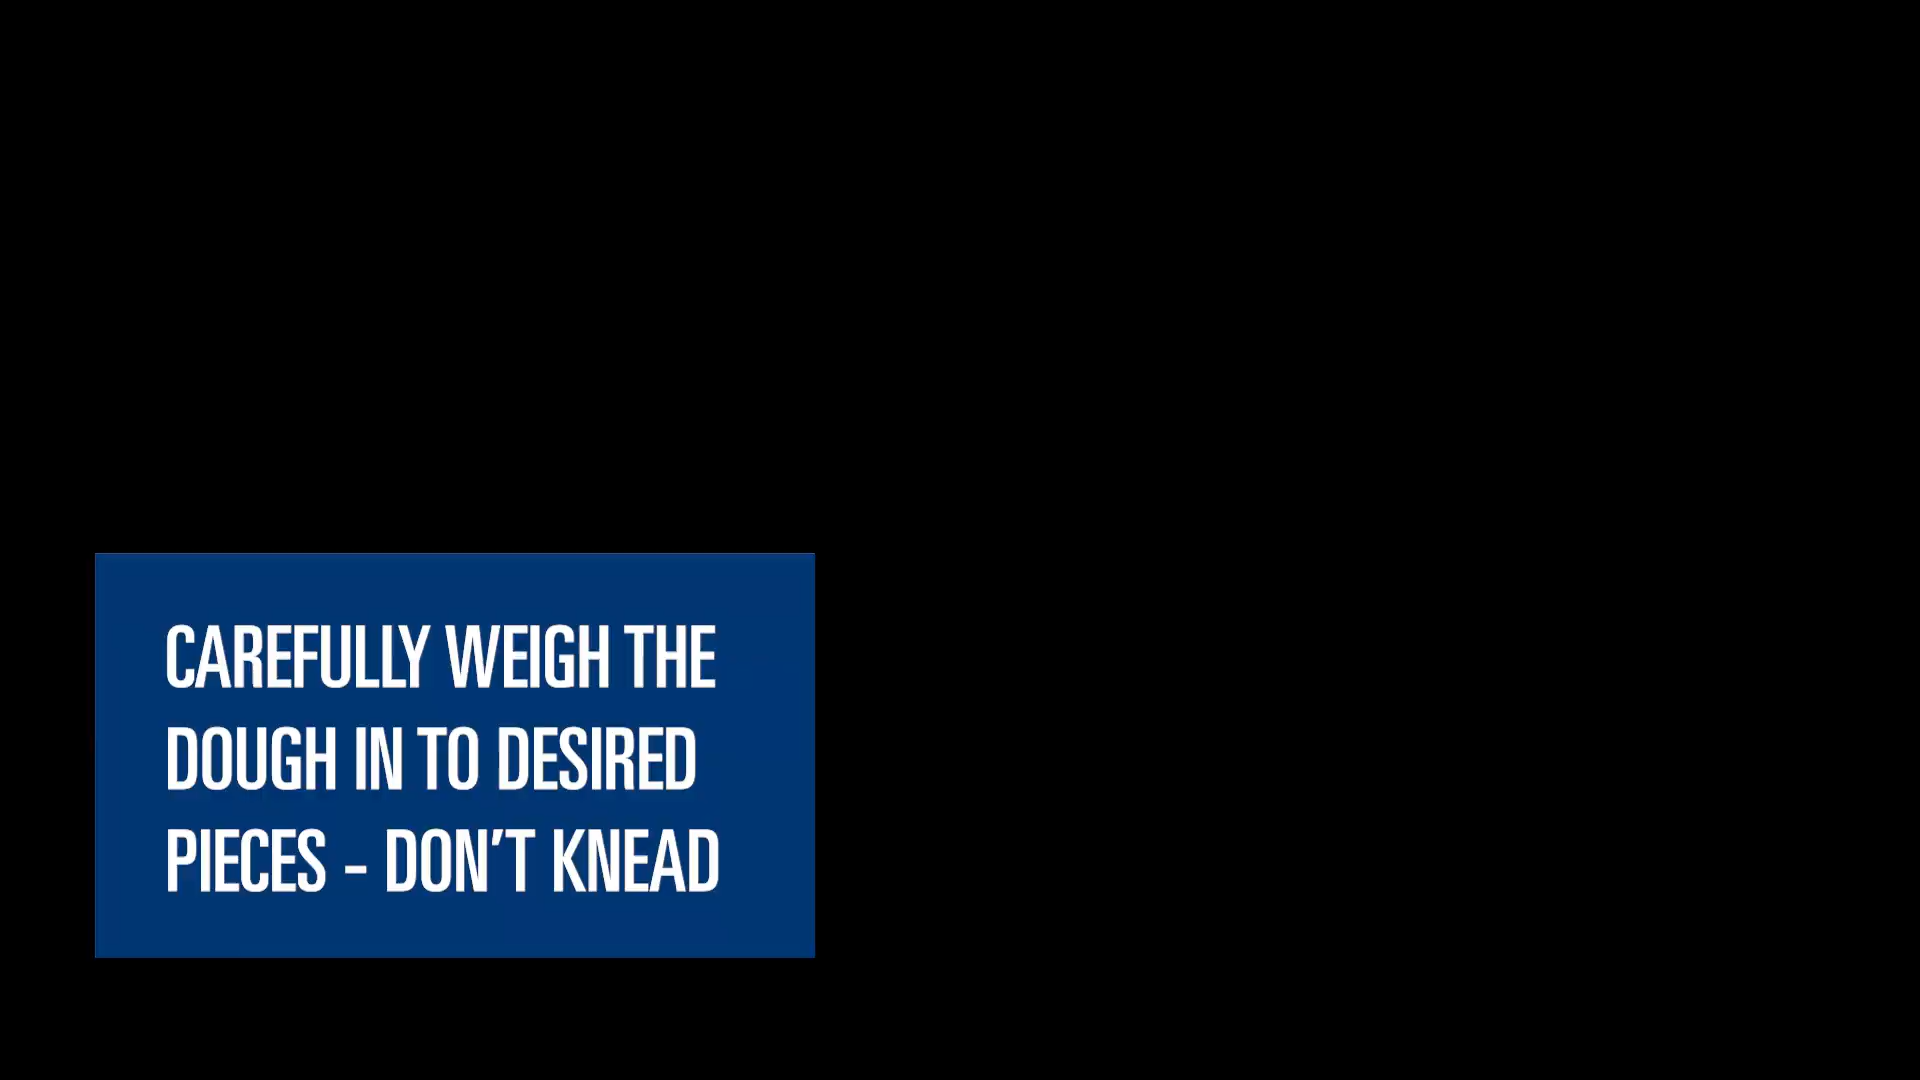 CAREFULLY WEIGH THE
DOUGH IN TO DESIRED
PIECES – DON’T KNEAD